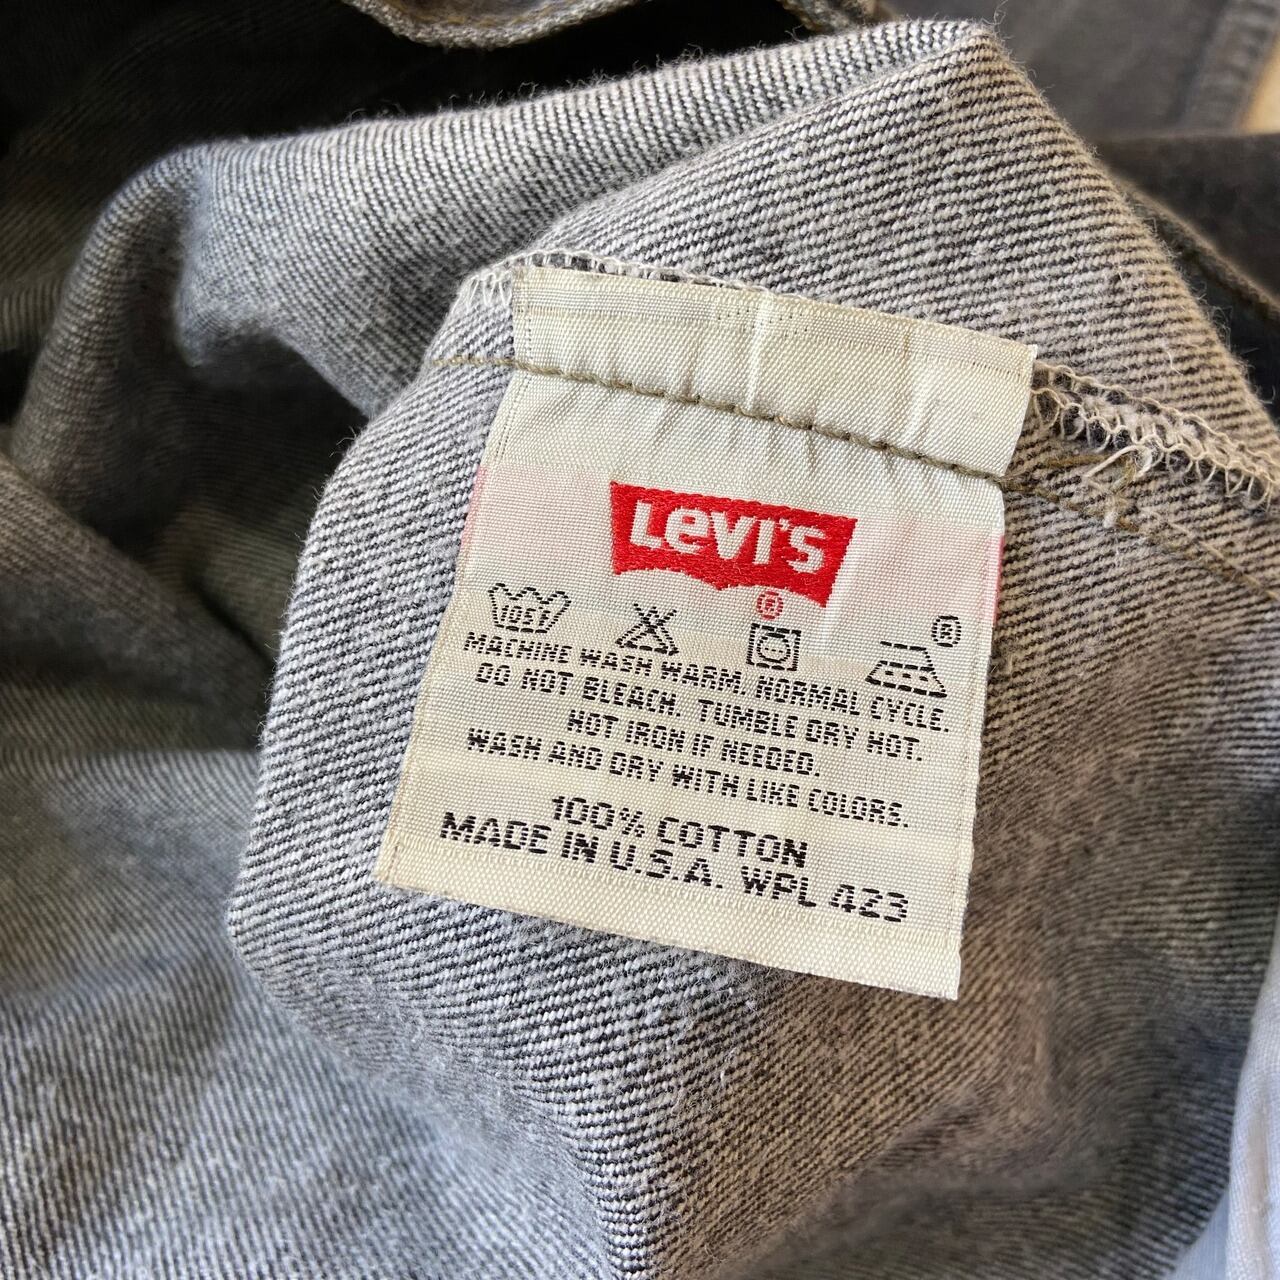 Levi's
®
105F
®
MACHINE WASH WARM. NORMAL CYCLE.
DO NOT BLEACH. TUMBLE DRY HOT.
HOT IRON IF NEEDED.
WASH AND DRY WITH LIKE COLORS.
100% COTTON
MADE IN U.S.A. WPL 423